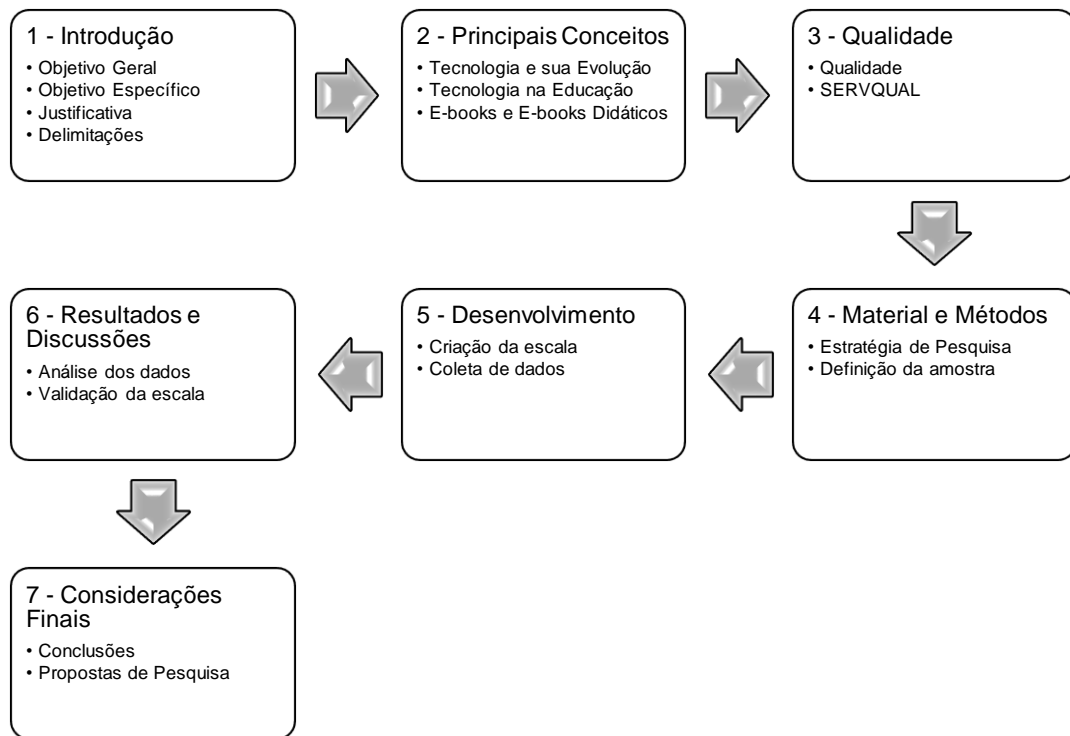 1 - Introdução
• Objetivo Geral
• Objetivo Específico
• Justificativa
• Delimitações
2 - Principais Conceitos
• Tecnologia e sua Evolução
• Tecnologia na Educação
• E-books e E-books Didáticos
3 - Qualidade
• Qualidade
• SERVQUAL
4 - Material e Métodos
• Estratégia de Pesquisa
• Definição da amostra
5 - Desenvolvimento
• Criação da escala
• Coleta de dados
6 - Resultados e
Discussões
• Análise dos dados
• Validação da escala
7 - Considerações
Finais
• Conclusões
• Propostas de Pesquisa